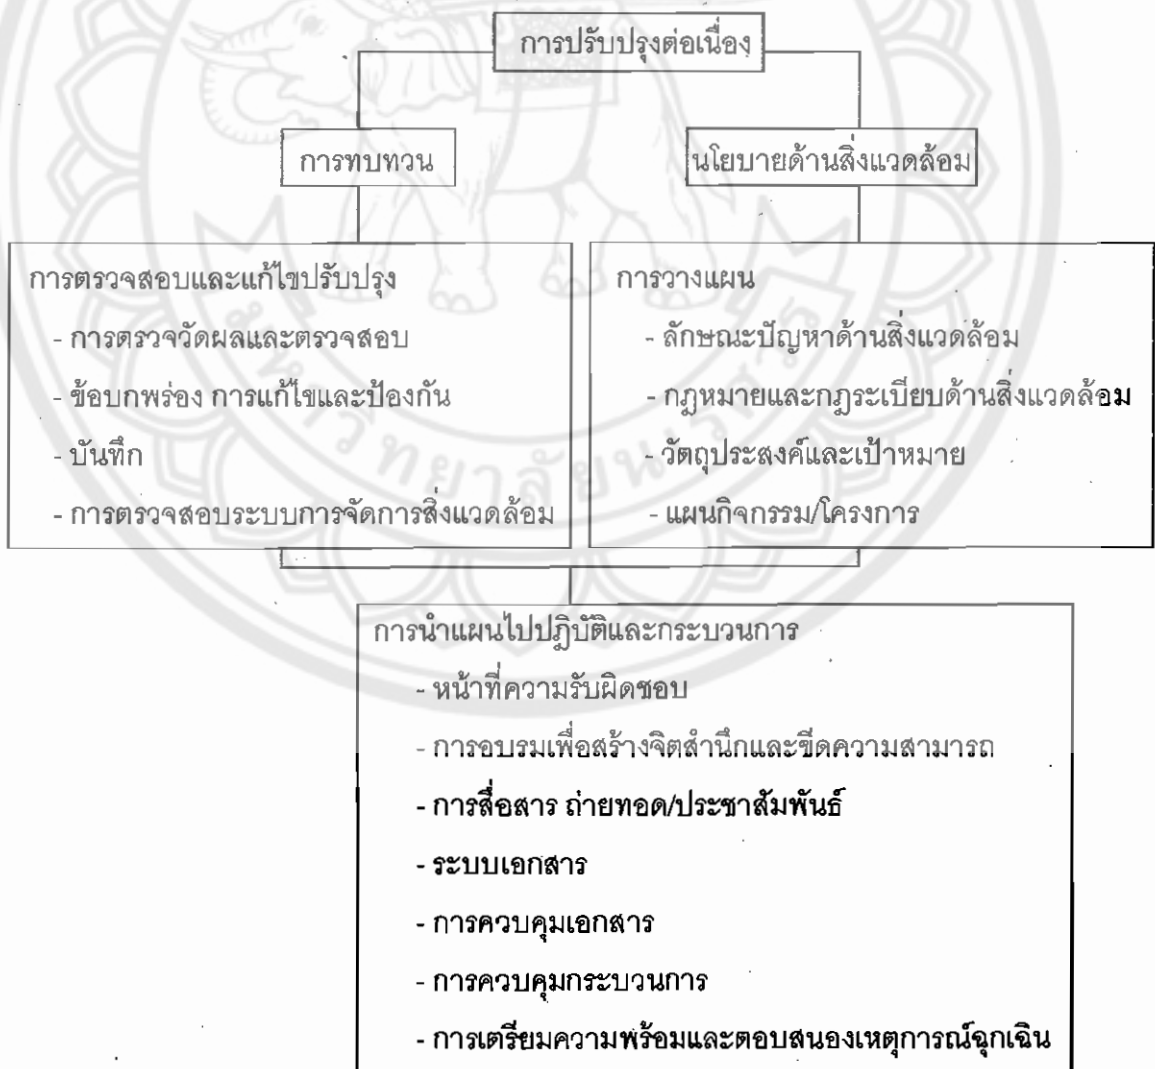 การปรับปรุงต่อเนื่อง
การทบทวน
นโยบายด้านสิ่งแวดล้อม
การตรวจสอบและแก้ไขปรับปรุง
- การตรวจวัดผลและตรวจสอบ
- ข้อบกพร่อง การแก้ไขและป้องกัน
- บันทึก
- การตรวจสอบระบบการจัดการสิ่งแวดล้อม
การวางแผน
- ลักษณะปัญหาด้านสิ่งแวดล้อม
- กฎหมายและกฎระเบียบด้านสิ่งแวดล้อม
- วัตถุประสงค์และเป้าหมาย
- แผนกิจกรรม/โครงการ
การนำแผนไปปฏิบัติและกระบวนการ
- หน้าที่ความรับผิดชอบ
- การอบรมเพื่อสร้างจิตสำนึกและขีดความสามารถ
- การสื่อสาร ถ่ายทอด/ประชาสัมพันธ์
- ระบบเอกสาร
- การควบคุมเอกสาร
- การควบคุมกระบวนการ
- การเตรียมความพร้อมและตอบสนองเหตุการณ์ฉุกเฉิน